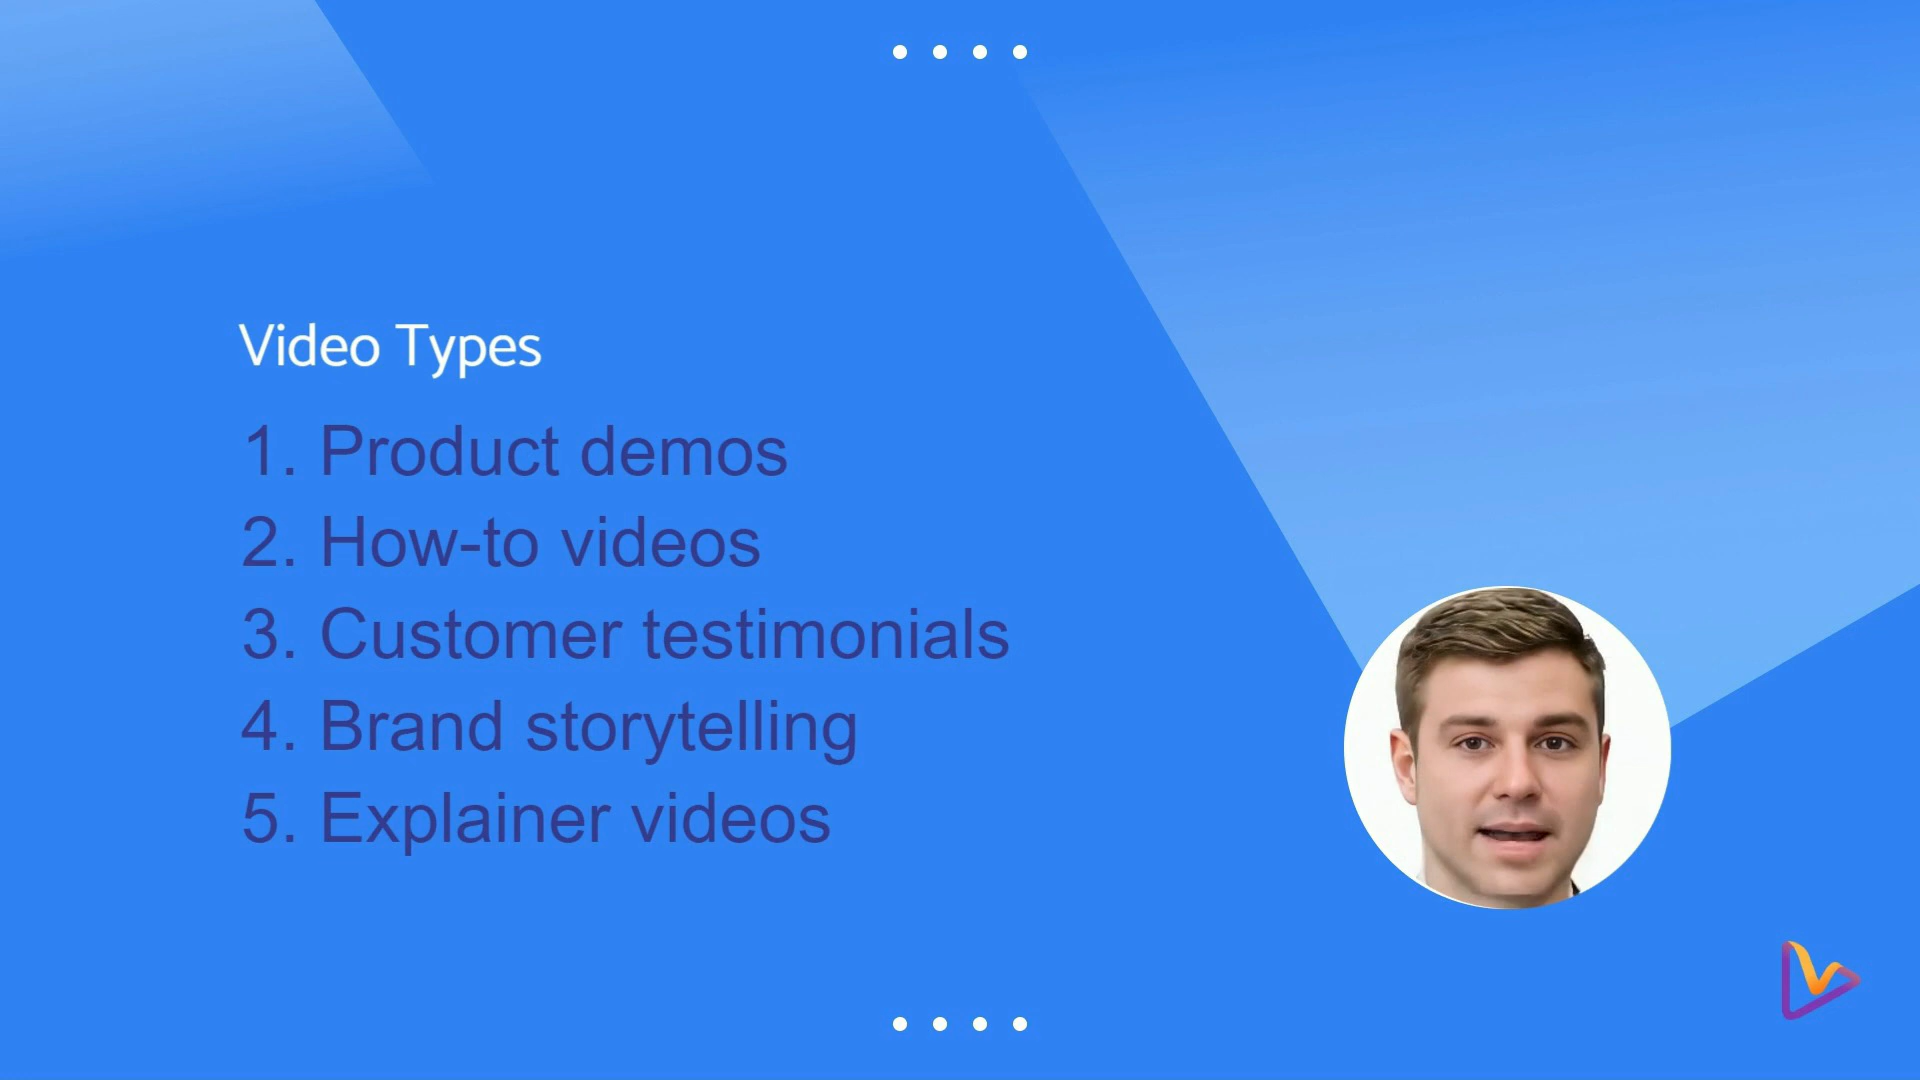 Video Types
1. Product demos
2. How-to videos
3. Customer testimonials
4. Brand storytelling
5. Explainer videos